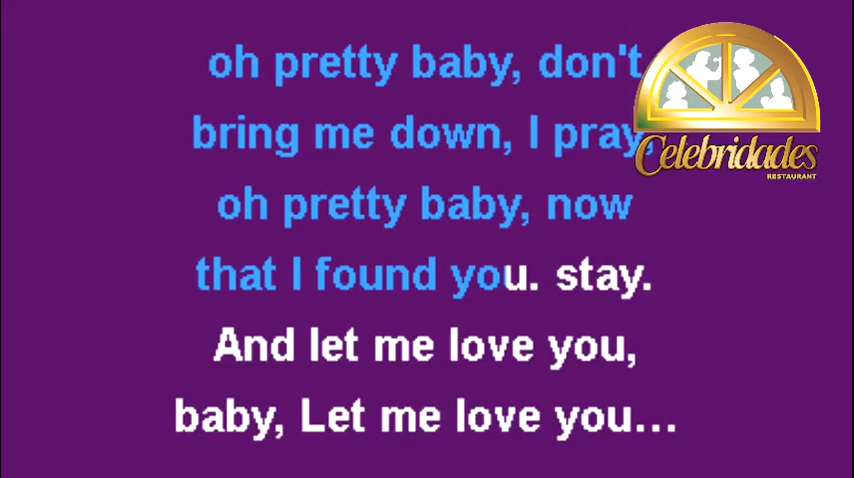 oh pretty baby, don't
bring me down, I pray,
oh pretty baby, now
that I found you. stay.
And let me love you,
baby, Let me love you...
Celebridades
RESTAURANT